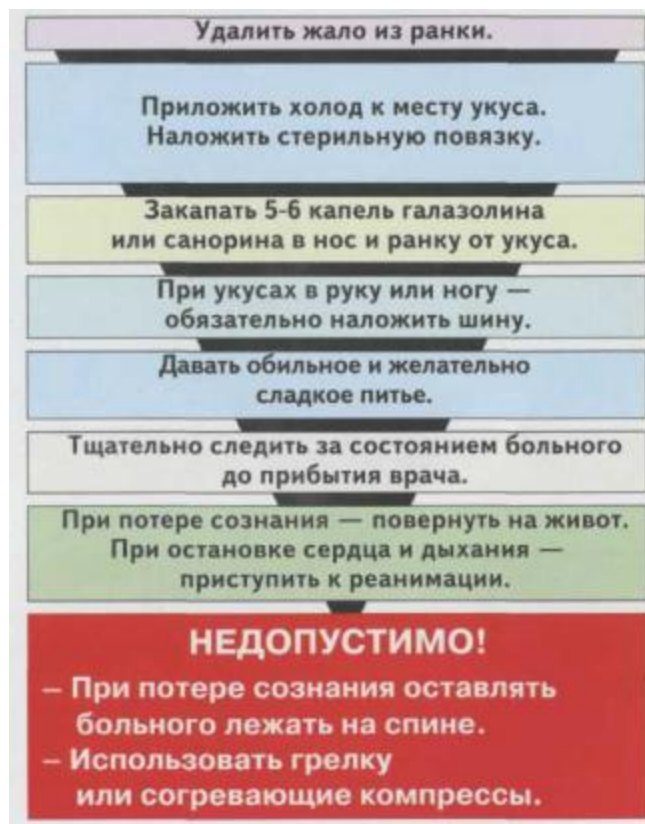 Удалить жало из ранки.
Приложить холод к месту укуса.
Наложить стерильную повязку.
Закапать 5-6 капель галазолина
или санорина в нос и ранку от укуса.
При укусах в руку или ногу —
обязательно наложить шину.
Давать обильное и желательно
сладкое питье.
Тщательно следить за состоянием больного
до прибытия врача.
При потере сознания — повернуть на живот.
При остановке сердца и дыхания —
приступить к реанимации.
НЕДОПУСТИМО!
– При потере сознания оставлять
больного лежать на спине.
– Использовать грелку
или согревающие компрессы.